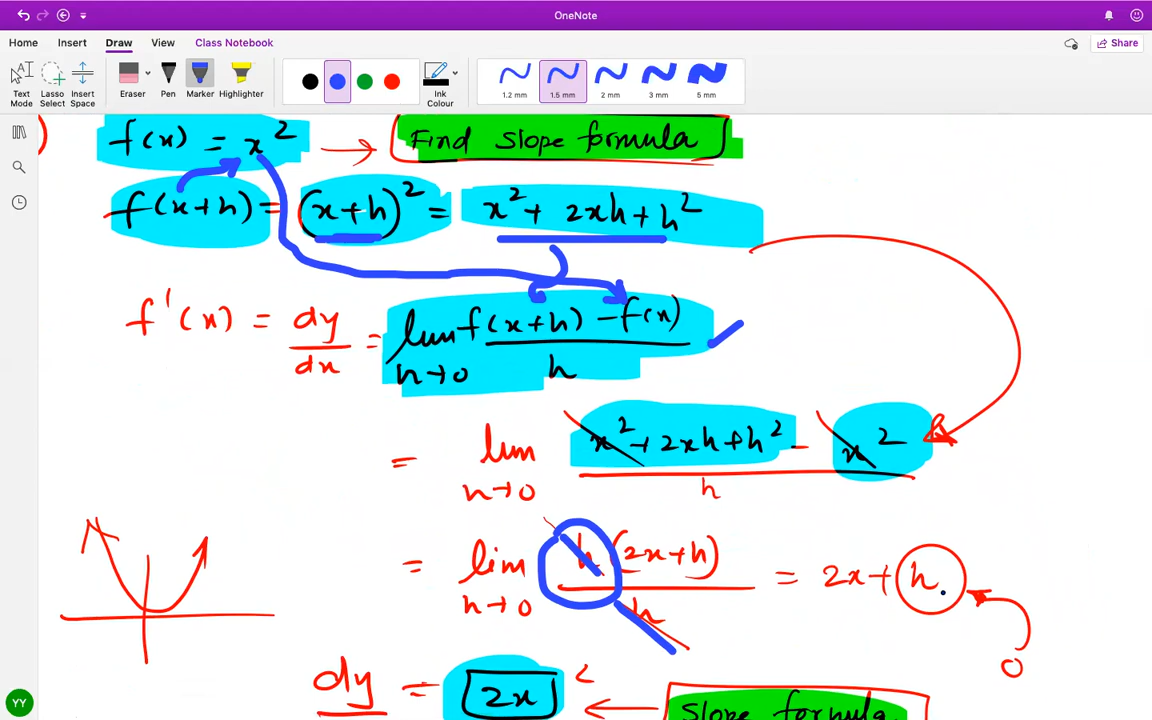 OneNote
Home Insert Draw View Class Notebook Share
Text Mode Lasso Select Insert Space Eraser Pen Marker Highlighter Ink Colour 1.2 mm 1.5 mm 2 mm 3 mm 5 mm
f(x) = x² → Find slope formula
f(x+h) = (x+h)² = x² + 2xh + h²
f'(x) = dy/dx = lim h→0 f(x+h) - f(x) / h
= lim h→0 x² + 2xh + h² - x² / h
= lim h→0 h(2x+h) / h = 2x + h
0
dy = 2x ← Slope formula
YY